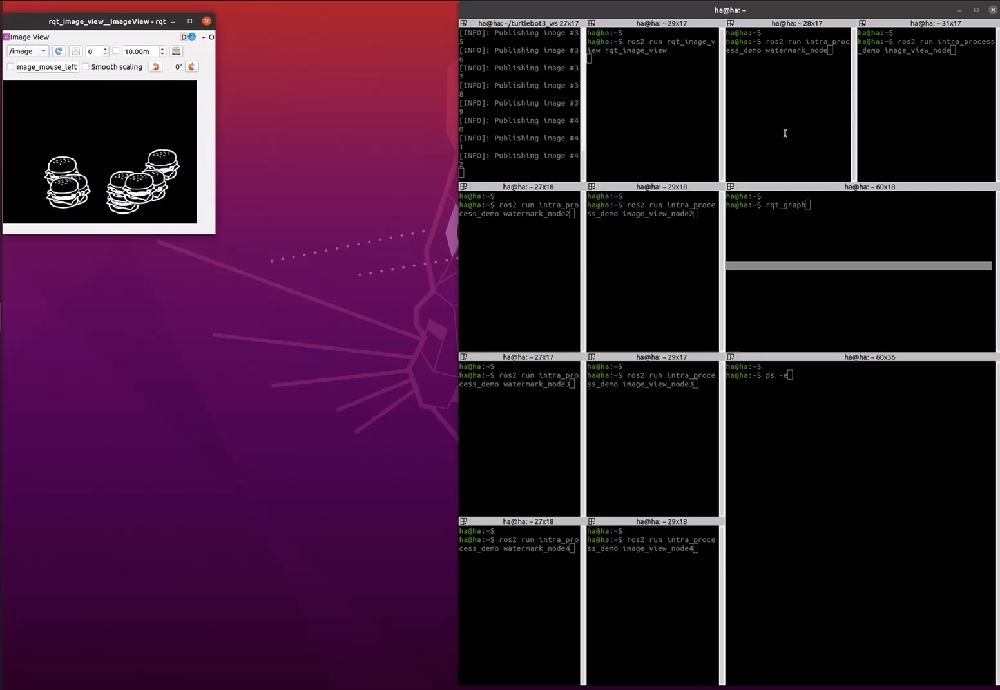 rqt_image_view__ImageView - rqt
Image View
D
- O
/image
0
10.00m
mage_mouse_left
Smooth scaling
0°
ha@ha: ~
ha@ha: ~/turtlebot3_ws 27x17
[INFO]: Publishing image #3
5
[INFO]: Publishing image #3
6
[INFO]: Publishing image #3
7
[INFO]: Publishing image #3
8
[INFO]: Publishing image #3
9
[INFO]: Publishing image #4
0
[INFO]: Publishing image #4
1
[INFO]: Publishing image #4
2
ha@ha: ~ 29x17
ha@ha:~$
ha@ha:~$ ros2 run rqt_image_v
iew rqt_image_view
ha@ha: ~ 28x17
ha@ha:~$
ha@ha:~$ ros2 run intra_proc
ess_demo watermark_node
ha@ha: ~ 31x17
ha@ha:~$
ha@ha:~$ ros2 run intra_process
_demo image_view_node
ha@ha: ~ 27x18
ha@ha:~$
ha@ha:~$ ros2 run intra_pro
cess_demo watermark_node2
ha@ha: ~ 29x18
ha@ha:~$
ha@ha:~$ ros2 run intra_proce
ss_demo image_view_node2
ha@ha: ~ 60x18
ha@ha:~$
ha@ha:~$ rqt_graph
ha@ha: ~ 27x17
ha@ha:~$
ha@ha:~$ ros2 run intra_pro
cess_demo watermark_node3
ha@ha: ~ 29x17
ha@ha:~$
ha@ha:~$ ros2 run intra_proce
ss_demo image_view_node3
ha@ha: ~ 60x36
ha@ha:~$
ha@ha:~$ ps -e
ha@ha: ~ 27x18
ha@ha:~$
ha@ha:~$ ros2 run intra_pro
cess_demo watermark_node4
ha@ha: ~ 29x18
ha@ha:~$
ha@ha:~$ ros2 run intra_proce
ss_demo image_view_node4